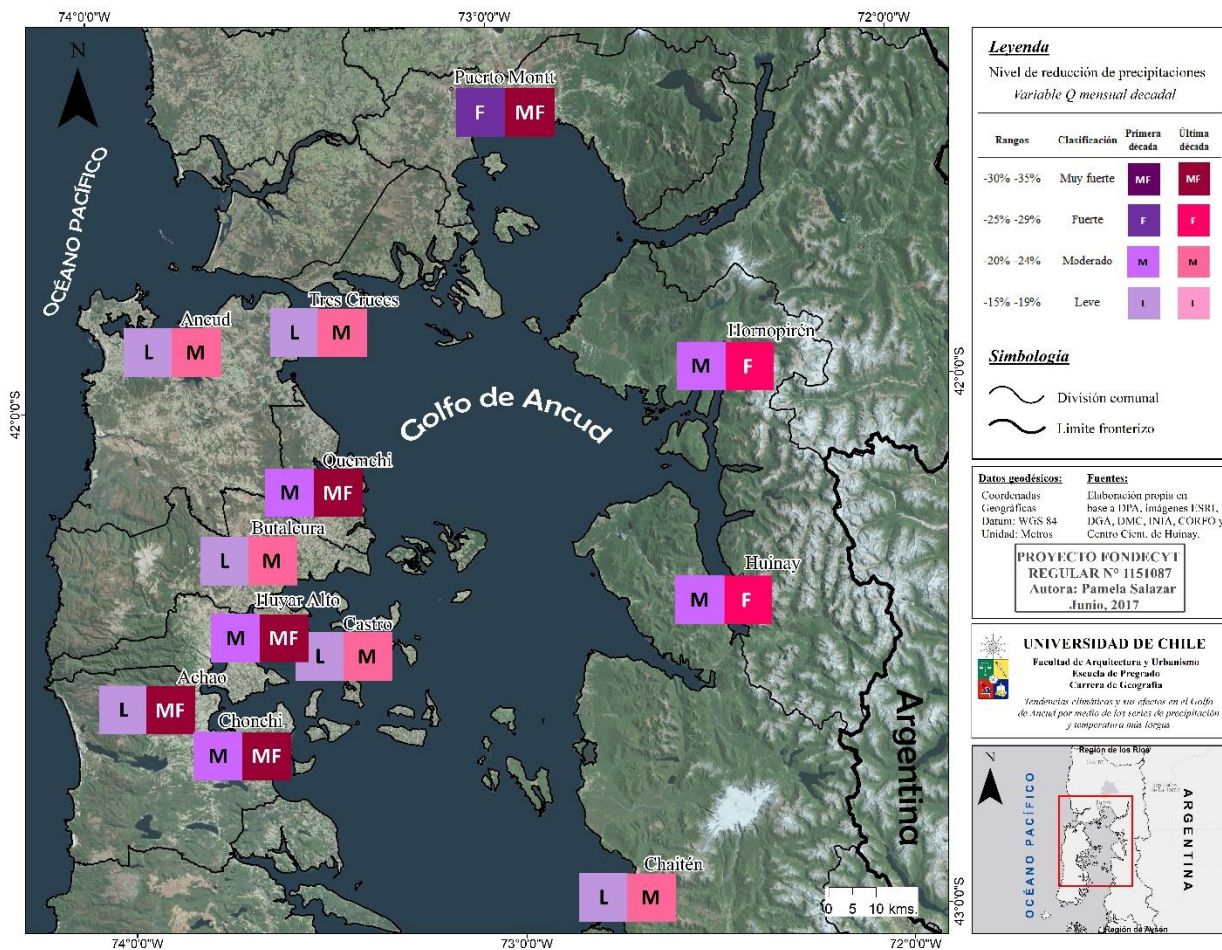 74°0'0"W
73°0'0"W
72°0'0"W
N
OCÉANO PACÍFICO
Puerto Montt
F MF
Tres Cruces
L M
Ancud
L M
Hornopirén
M F
42°0'0"S
42°0'0"S
Golfo de Ancud
Quemchi
M MF
Butalcura
L M
Huinay
M F
Huyar Alto
M MF
Castro
L M
Achao
L MF
Chonchi
M MF
Argentina
Chaitén
L M
0 5 10 kms.
43°0'0"S
74°0'0"W
73°0'0"W
72°0'0"W
Leyenda
Nivel de reducción de precipitaciones
Variable Q mensual decadal
Rangos Clasificación Primera década Última década
-30% -35% Muy fuerte MF MF
-25% -29% Fuerte F F
-20% -24% Moderado M M
-15% -19% Leve L L
Simbología
División comunal
Limite fronterizo
Datos geodésicos:
Coordenadas
Geográficas
Datum: WGS 84
Unidad: Metros
Fuentes:
Elaboración propia en
base a DPA, imágenes ESRI,
DGA, DMC, INIA, CORFO y
Centro Cient. de Huinay.
PROYECTO FONDECYT
REGULAR N° 1151087
Autora: Pamela Salazar
Junio, 2017
UNIVERSIDAD DE CHILE
Facultad de Arquitectura y Urbanismo
Escuela de Pregrado
Carrera de Geografía
Tendencias climáticas y sus efectos en el Golfo
de Ancud por medio de las series de precipitación
y temperatura más largas
N
Región de los Ríos
OCÉANO PACÍFICO
ARGENTINA
Región de Aysén